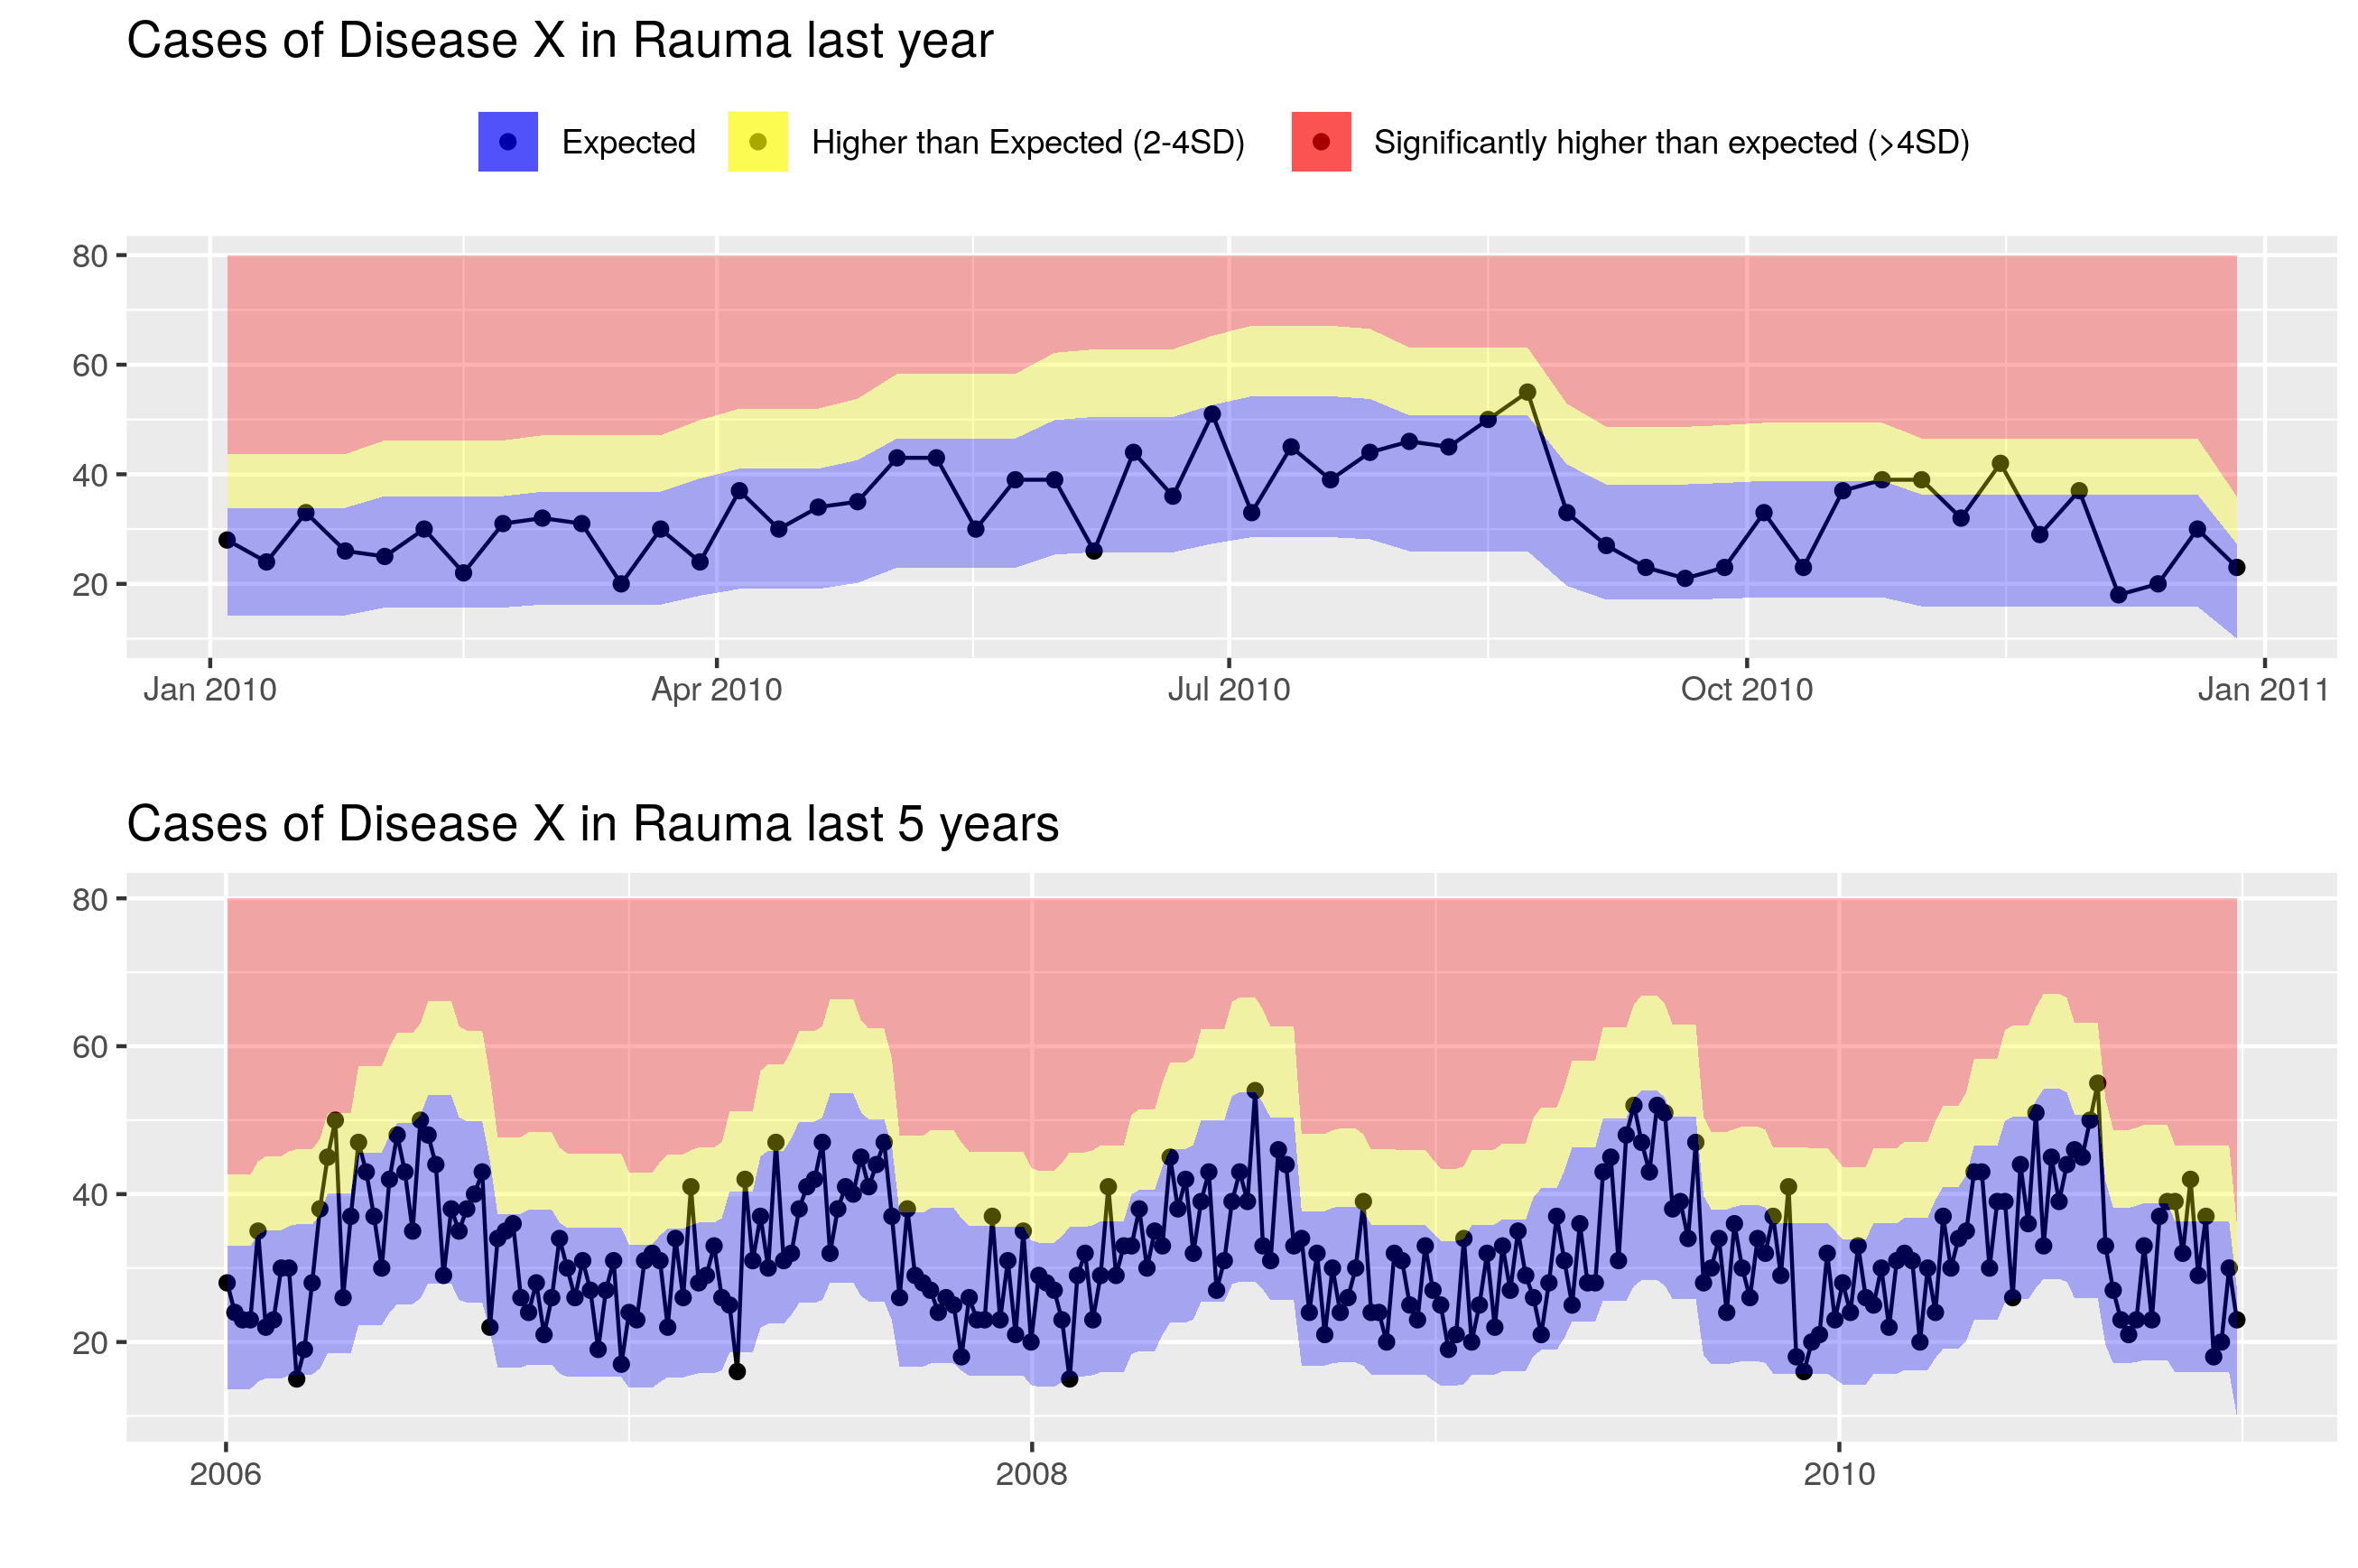 Cases of Disease X in Rauma last year
Expected Higher than Expected (2-4SD) Significantly higher than expected (>4SD)
80
60
40
20
Jan 2010 Apr 2010 Jul 2010 Oct 2010 Jan 2011
Cases of Disease X in Rauma last 5 years
80
60
40
20
2006 2008 2010